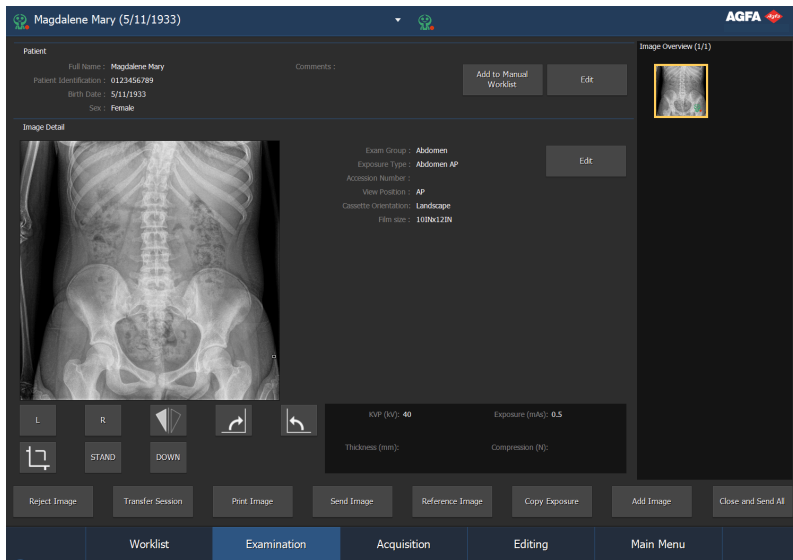 Magdalene Mary (5/11/1933)
AGFA
Agfa
Patient
Full Name : Magdalene Mary
Patient Identification : 0123456789
Birth Date : 5/11/1933
Sex : Female
Comments :
Add to Manual
Worklist
Edit
Image Overview (1/1)
Image Detail
Exam Group : Abdomen
Exposure Type : Abdomen AP
Accession Number :
View Position : AP
Cassette Orientation: Landscape
Film size : 10INx12IN
Edit
L
R
STAND
DOWN
KVP (kV): 40
Exposure (mAs): 0.5
Thickness (mm):
Compression (N):
Reject Image
Transfer Session
Print Image
Send Image
Reference Image
Copy Exposure
Add Image
Close and Send All
Worklist
Examination
Acquisition
Editing
Main Menu